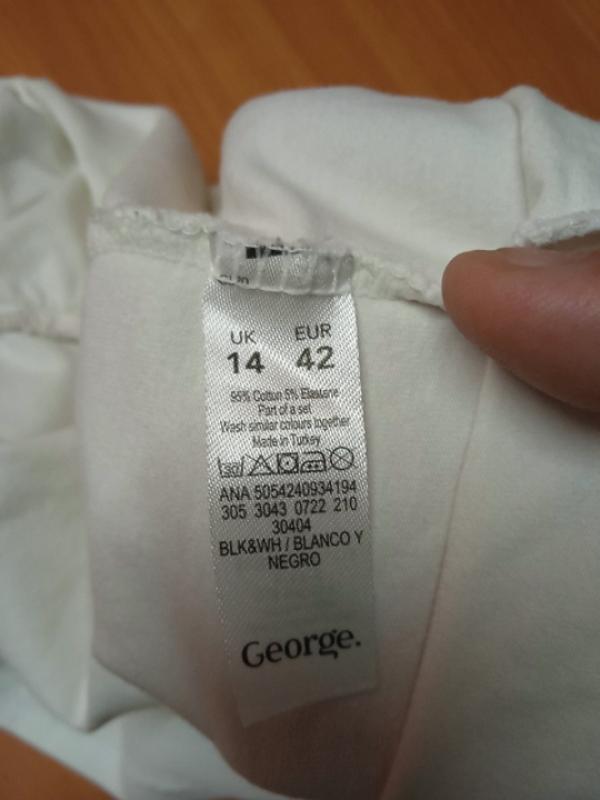 UK EUR
14 42
95% Cotton 5% Elastane
Part of a set
Wash similar colours together
Made in Turkey
30
ANA 5054240934194
305 3043 0722 210
30404
BLK&WH / BLANCO Y
NEGRO
George.